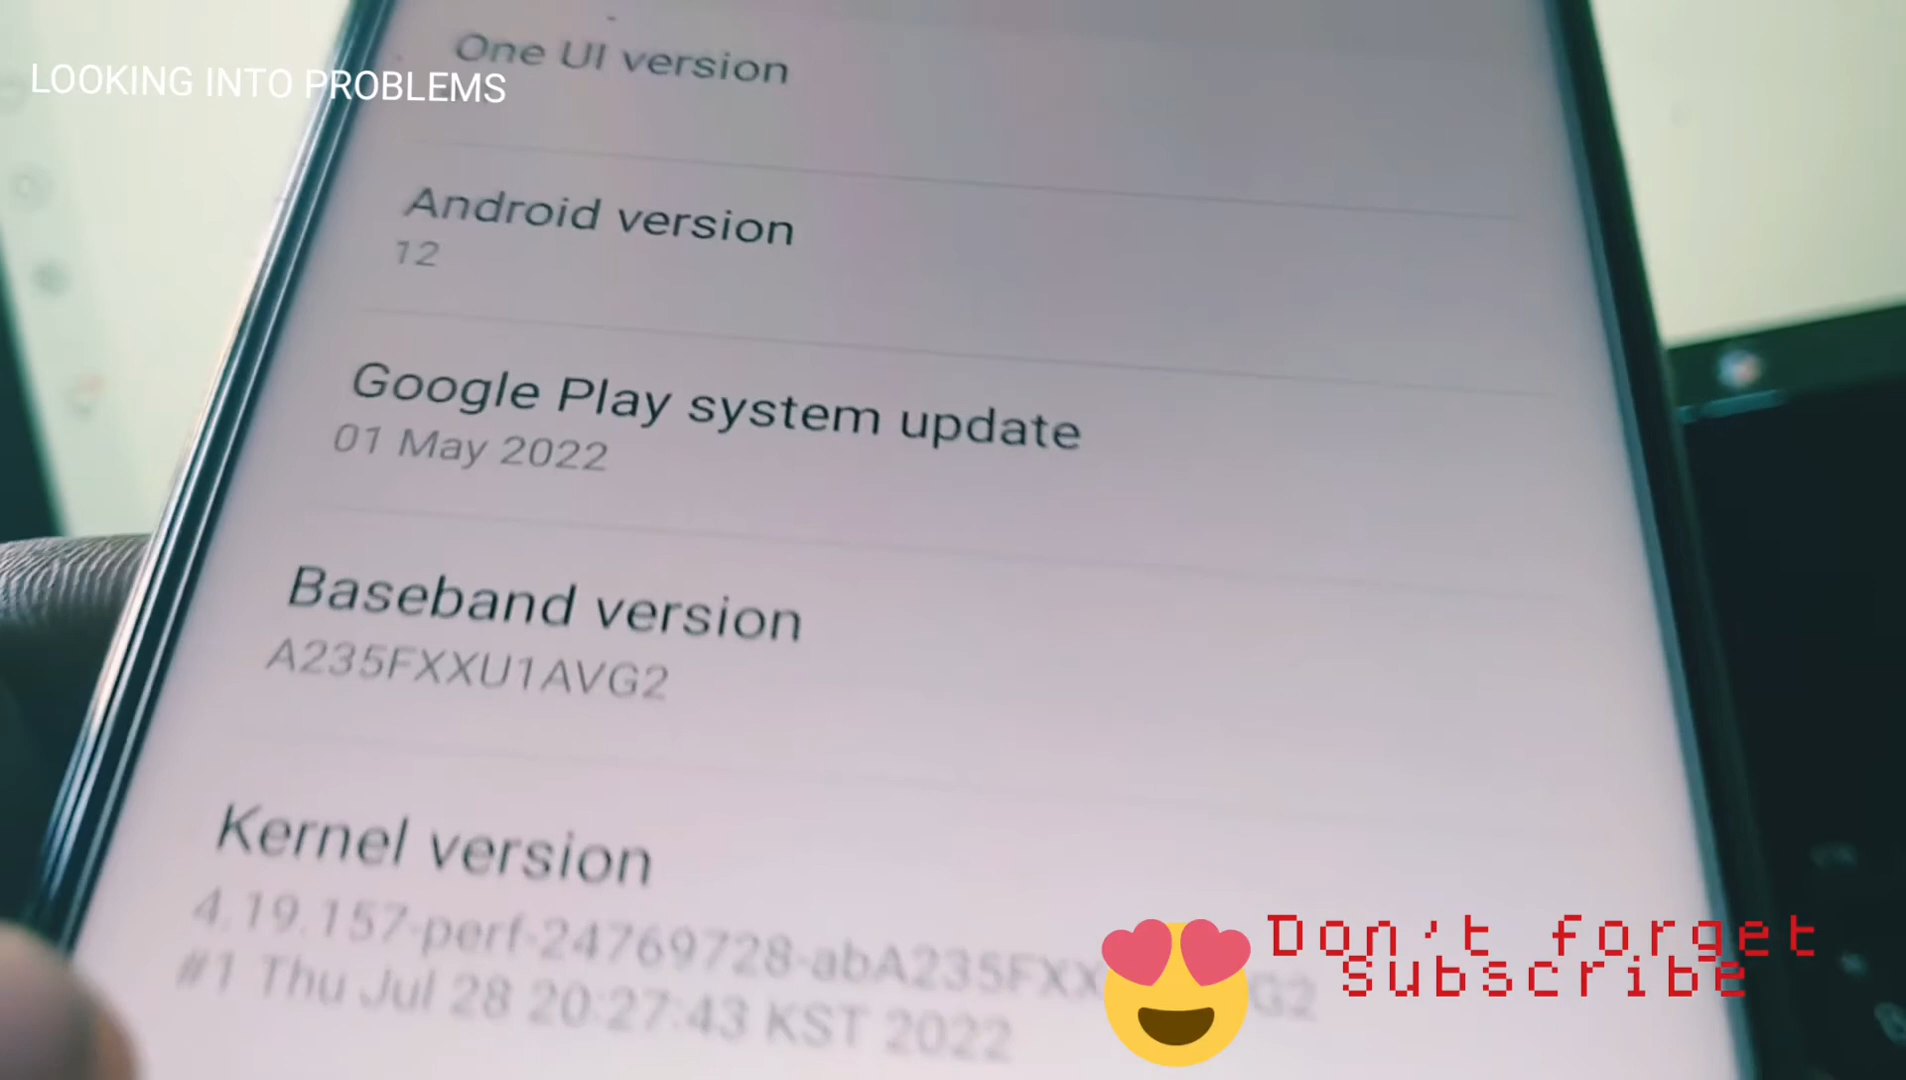 One UI version
LOOKING INTO PROBLEMS
Android version
12
Google Play system update
01 May 2022
Baseband version
A235FXXU1AVG2
Kernel version
4.19.157-perf-24769728-abA235FXX G2
#1 Thu Jul 28 20:27:43 KST 2022
Don't forget
subscribe